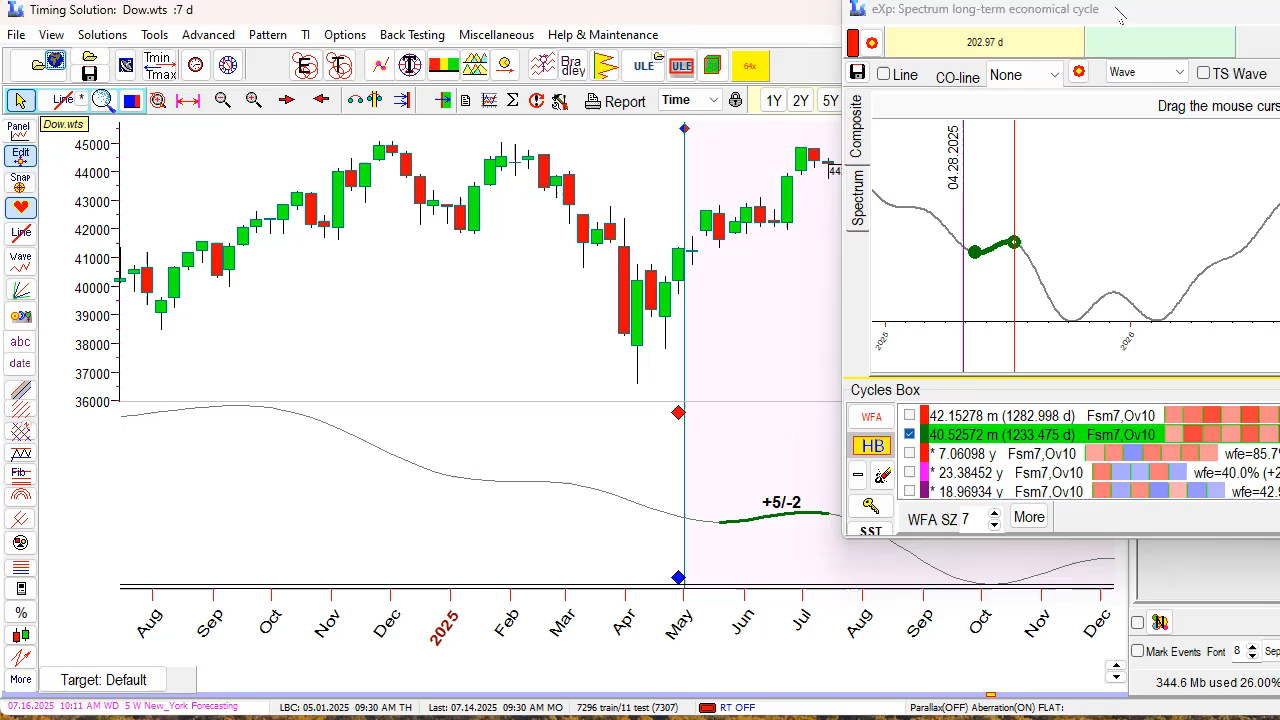 Timing Solution: Dow.wts :7 d
File View Solutions Tools Advanced Pattern TI Options Back Testing Miscellaneous Help & Maintenance
Tmin
Tmax
E
T
Bra
dley
ULE
ULE
64x
Line *
Report
Time
1Y 2Y 5Y
Panel
Edit
Snap
Line
Wave
abc
date
Fib
%
More
Dow.wts
45000
44000
43000
42000
41000
40000
39000
38000
37000
36000
+5/-2
Aug Sep Oct Nov Dec 2025 Feb Mar Apr May Jun Jul Aug Sep Oct Nov Dec
Target: Default
eXp: Spectrum long-term economical cycle
202.97 d
Line CO-line None Wave TS Wave
Composite
Spectrum
Drag the mouse curs
04.28 2025
2025 2026
Cycles Box
WFA
HB
SST
42.15278 m (1282.998 d) Fsm7,Ov10
40.52572 m (1233.475 d) Fsm7,Ov10
* 7.06098 y Fsm7,Ov10 wfe=85.7%
* 23.38452 y Fsm7,Ov10 wfe=40.0% (+2
* 18.96934 y Fsm7,Ov10 wfe=42.9
WFA SZ 7 More
Mark Events Font 8 Sep
344.6 Mb used 26.00%
07.16.2025 10:11 AM WD 5 W New_York Forecasting
LBC: 05.01.2025 09:30 AM TH
Last: 07.14.2025 09:30 AM MO
7296 train/11 test (7307)
RT OFF
Parallax(OFF) Aberration(ON) FLAT: